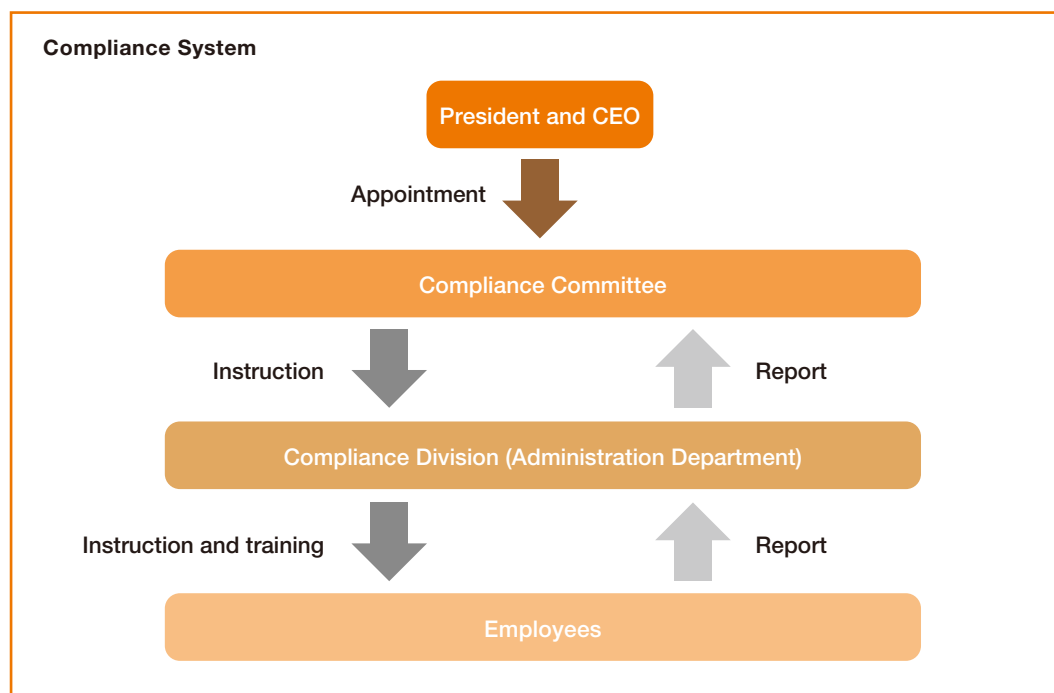 Compliance System
President and CEO
Appointment
Compliance Committee
Instruction
Report
Compliance Division (Administration Department)
Instruction and training
Report
Employees